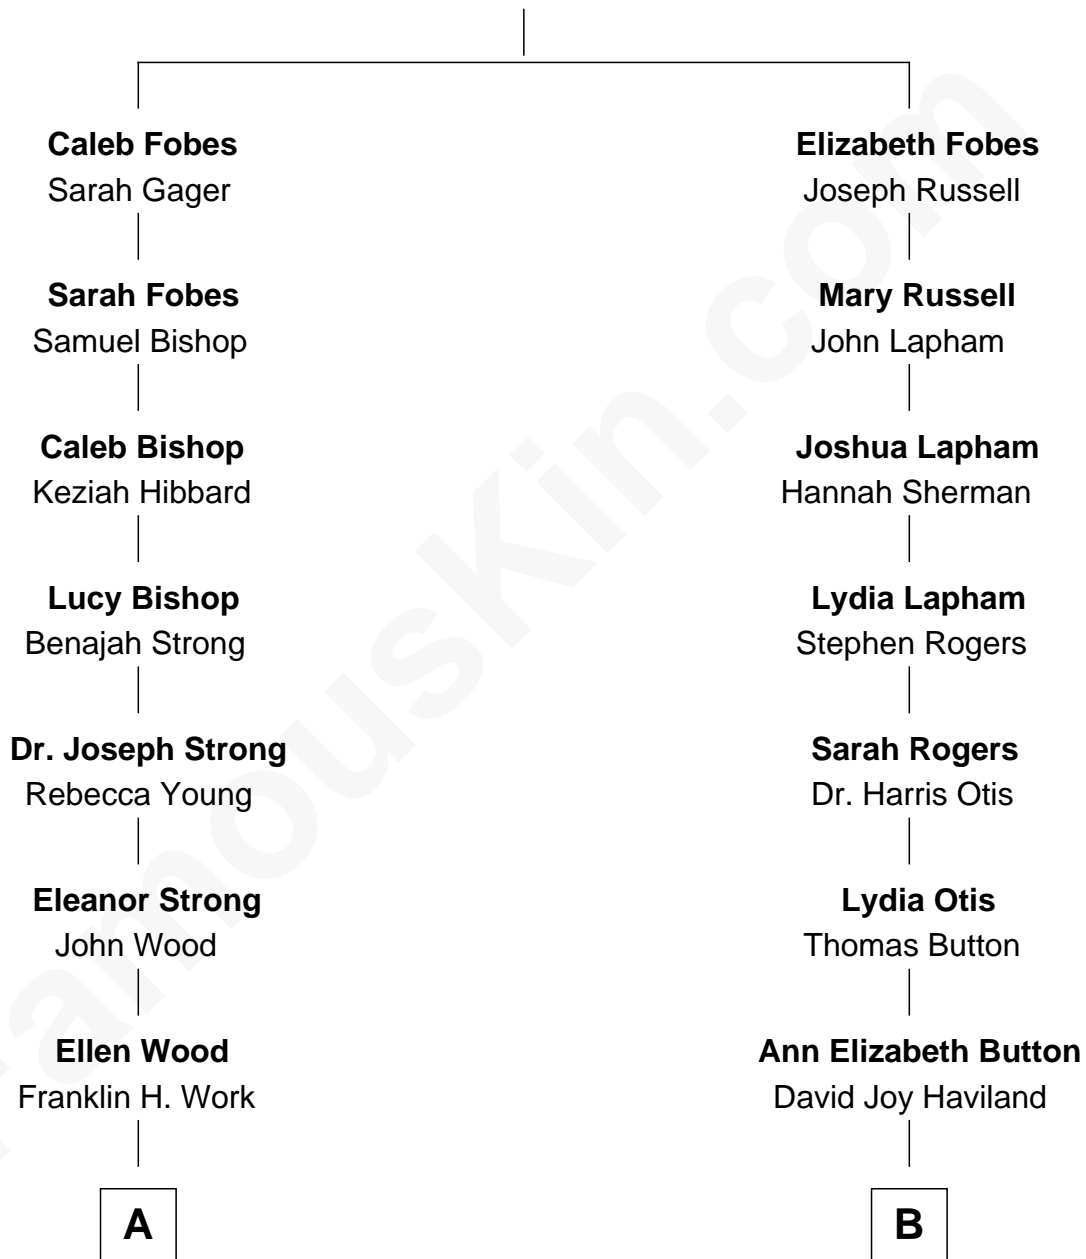 Caleb Fobes
Sarah Gager
Elizabeth Fobes
Joseph Russell
Sarah Fobes
Samuel Bishop
Mary Russell
John Lapham
Caleb Bishop
Keziah Hibbard
Joshua Lapham
Hannah Sherman
Lucy Bishop
Benajah Strong
Lydia Lapham
Stephen Rogers
Dr. Joseph Strong
Rebecca Young
Sarah Rogers
Dr. Harris Otis
Eleanor Strong
John Wood
Lydia Otis
Thomas Button
Ellen Wood
Franklin H. Work
Ann Elizabeth Button
David Joy Haviland
A
B
FamousKin.com